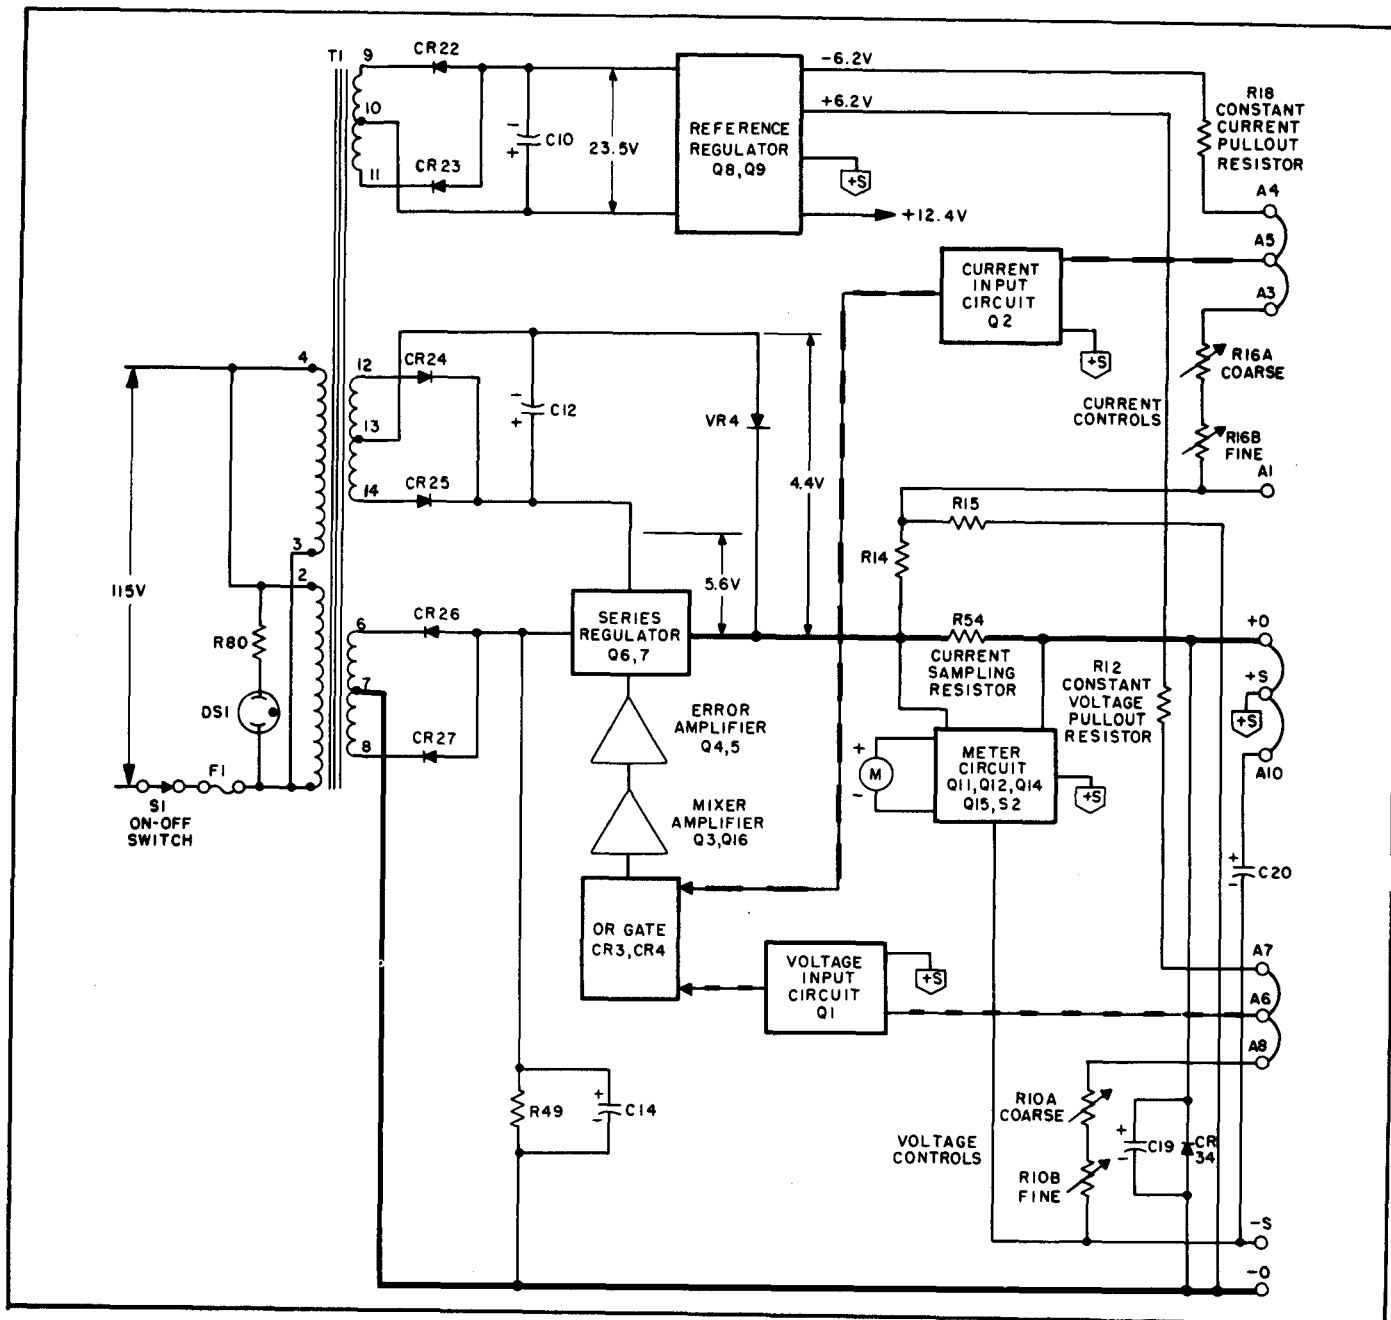 T1
9
CR22
10
11
CR23
-
+
C10
23.5V
REFERENCE
REGULATOR
Q8,Q9
-6.2V
+6.2V
+S
+12.4V
R18
CONSTANT
CURRENT
PULLOUT
RESISTOR
A4
A5
A3
CURRENT
INPUT
CIRCUIT
Q2
+S
R16A
COARSE
CURRENT
CONTROLS
R16B
FINE
A1
4
12
CR24
13
14
CR25
-
+
C12
VR4
4.4V
5.6V
R15
R14
3
2
115V
R80
DS1
F1
S1
ON-OFF
SWITCH
6
CR26
7
8
CR27
SERIES
REGULATOR
Q6,7
R54
CURRENT
SAMPLING
RESISTOR
R12
CONSTANT
VOLTAGE
PULLOUT
RESISTOR
+O
+S
+S
A10
ERROR
AMPLIFIER
Q4,5
MIXER
AMPLIFIER
Q3,Q16
+
M
-
METER
CIRCUIT
Q11,Q12,Q14
Q15,S2
+S
+
-
C20
OR GATE
CR3,CR4
VOLTAGE
INPUT
CIRCUIT
Q1
+S
A7
A6
A8
R49
+
-
C14
R10A
COARSE
VOLTAGE
CONTROLS
R10B
FINE
+
-
C19
CR
34
-S
-O